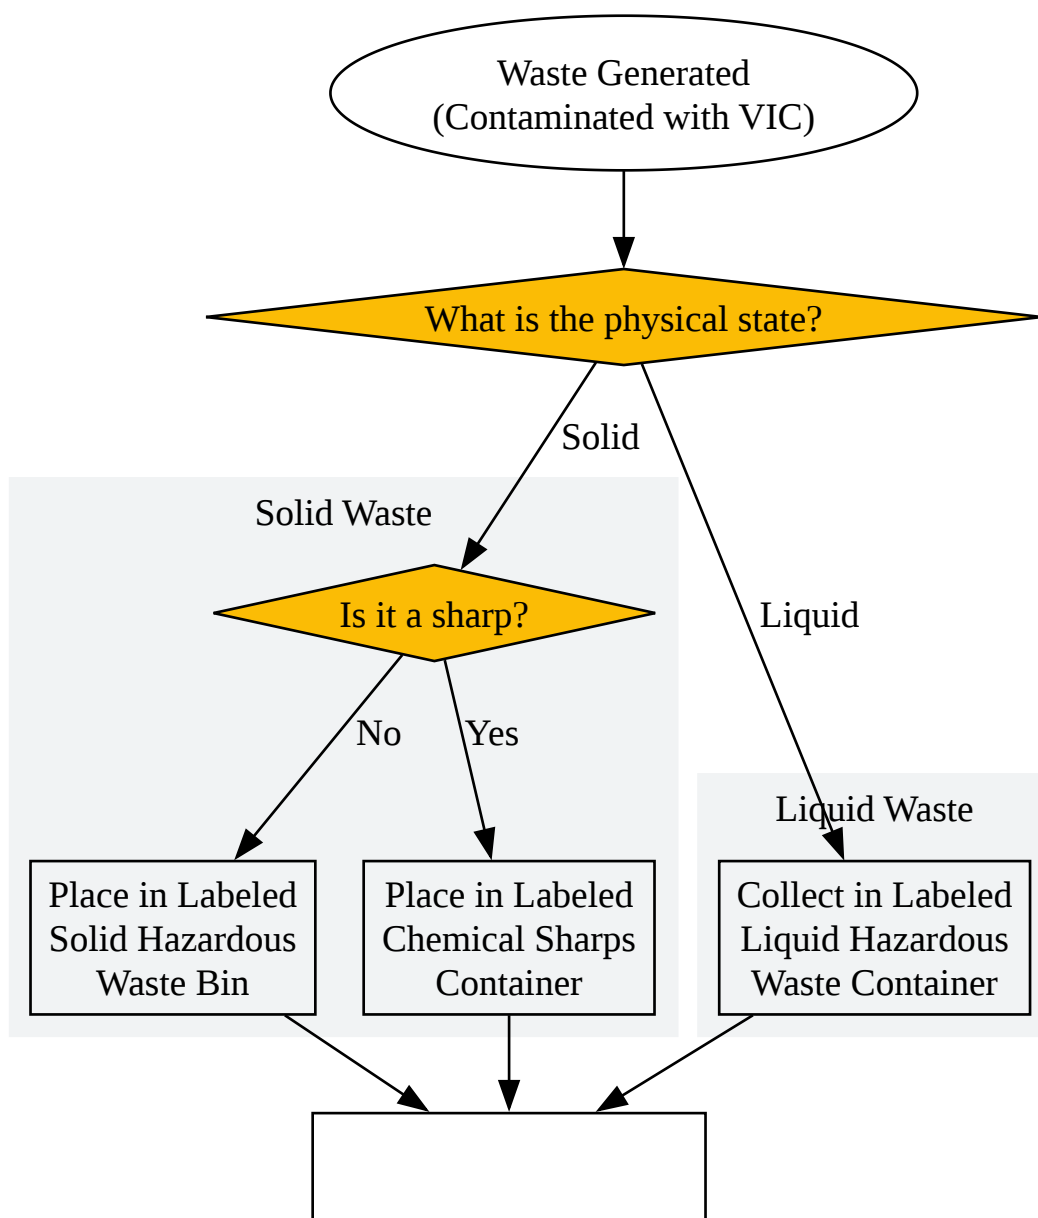 Waste Generated
(Contaminated with VIC)
What is the physical state?
Solid
Solid Waste
Is it a sharp?
Liquid
No
Yes
Liquid Waste
Place in Labeled
Solid Hazardous
Waste Bin
Place in Labeled
Chemical Sharps
Container
Collect in Labeled
Liquid Hazardous
Waste Container